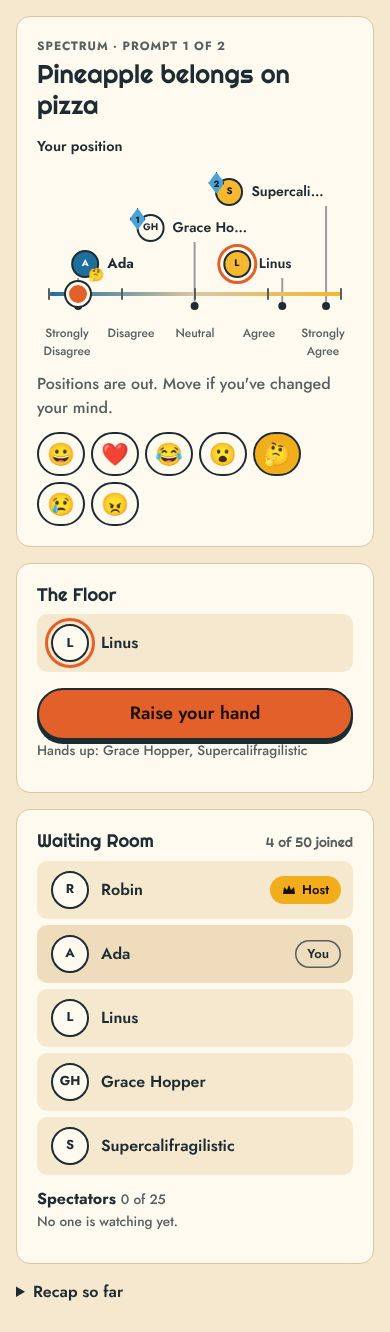 SPECTRUM · PROMPT 1 OF 2
Pineapple belongs on
pizza
Your position
2 S Supercali...
1 GH Grace Ho...
A Ada
L Linus
Strongly Disagree
Disagree
Neutral
Agree
Strongly Agree
Positions are out. Move if you've changed
your mind.
The Floor
L Linus
Raise your hand
Hands up: Grace Hopper, Supercalifragilistic
Waiting Room 4 of 50 joined
R Robin Host
A Ada You
L Linus
GH Grace Hopper
S Supercalifragilistic
Spectators 0 of 25
No one is watching yet.
Recap so far